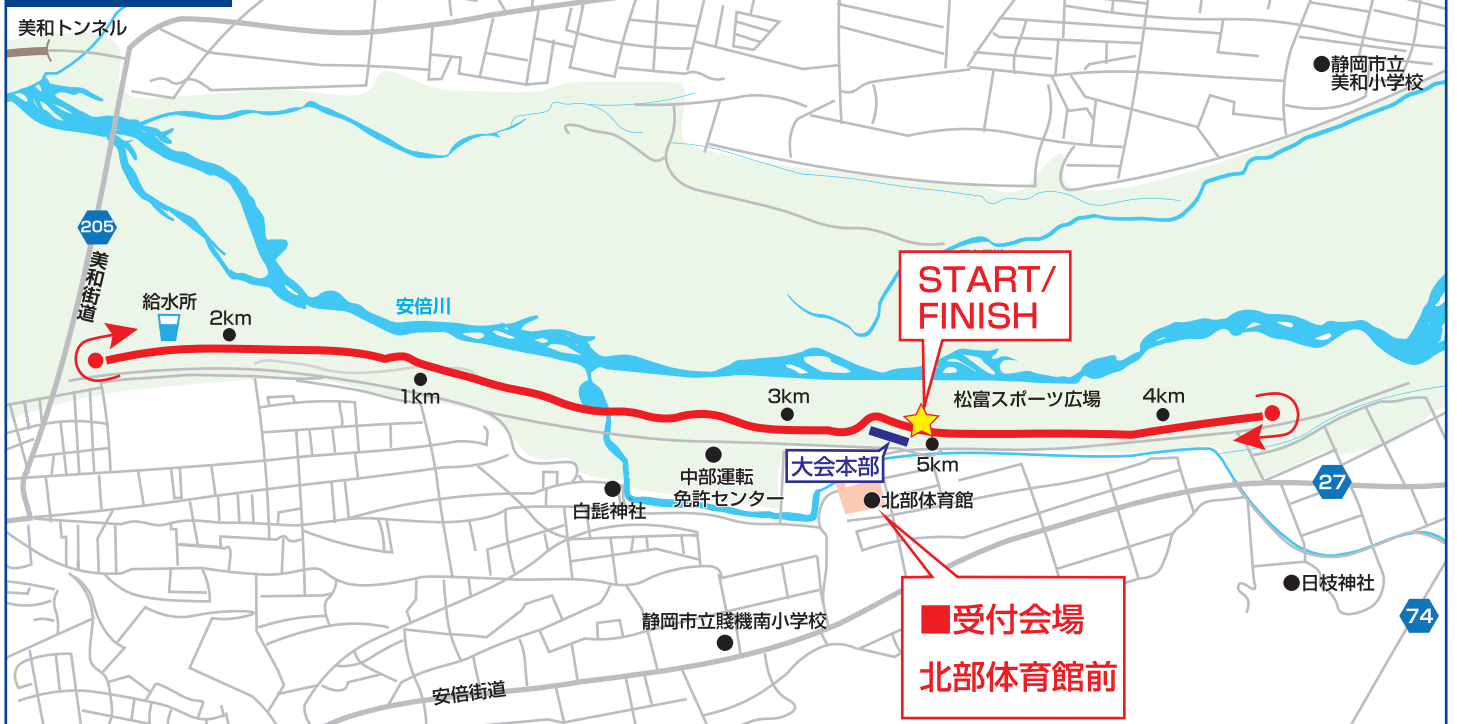 美和トンネル
静岡市立
美和小学校
205
美和街道
給水所
2km
安倍川
START/
FINISH
1km
3km
松富スポーツ広場
4km
大会本部
5km
中部運転
免許センター
白髭神社
北部体育館
27
日枝神社
74
静岡市立賤機南小学校
■受付会場
北部体育館前
安倍街道